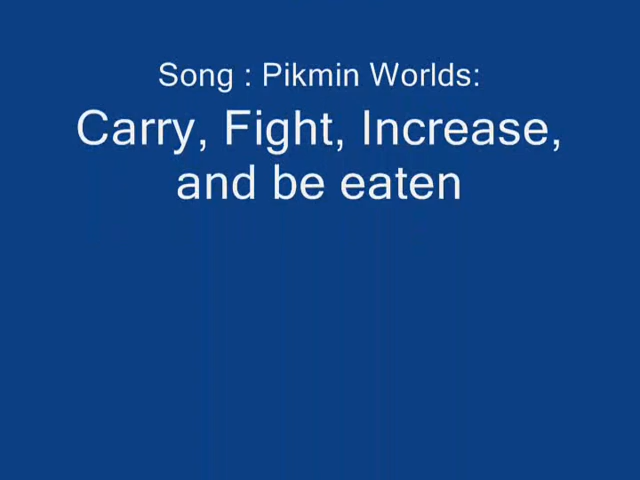 Song : Pikmin Worlds:
Carry, Fight, Increase,
and be eaten